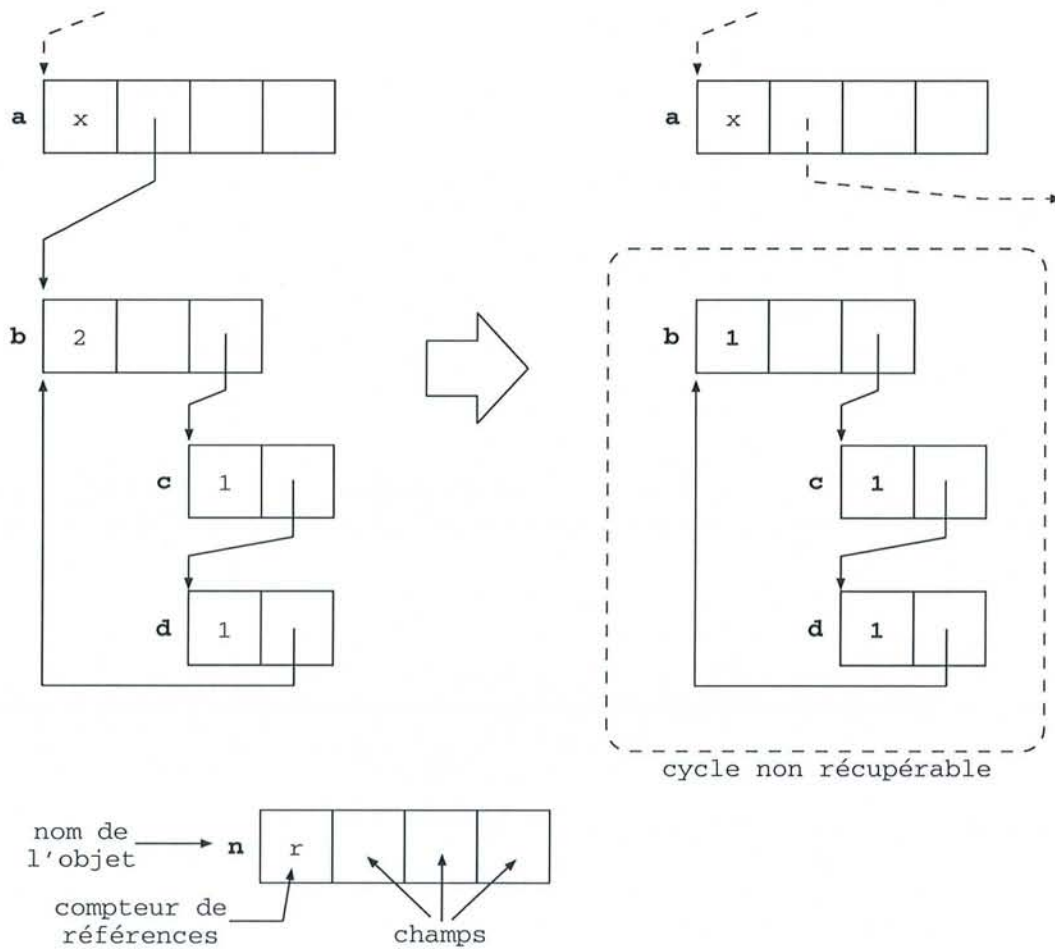 a x
a x
b 2
b 1
c 1
c 1
d 1
d 1
cycle non récupérable
nom de
l'objet
n r
compteur de
références
champs